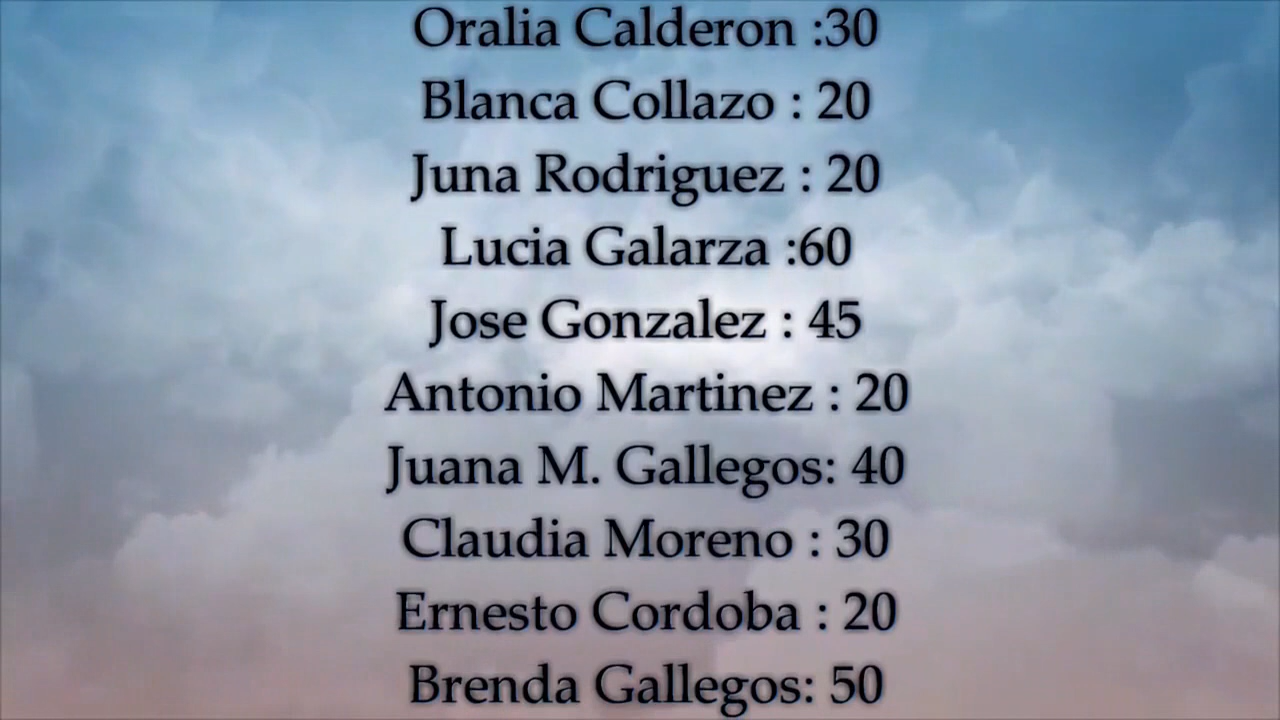 Oralia Calderon :30
Blanca Collazo : 20
Juna Rodriguez : 20
Lucia Galarza :60
Jose Gonzalez : 45
Antonio Martinez : 20
Juana M. Gallegos: 40
Claudia Moreno : 30
Ernesto Cordoba : 20
Brenda Gallegos: 50